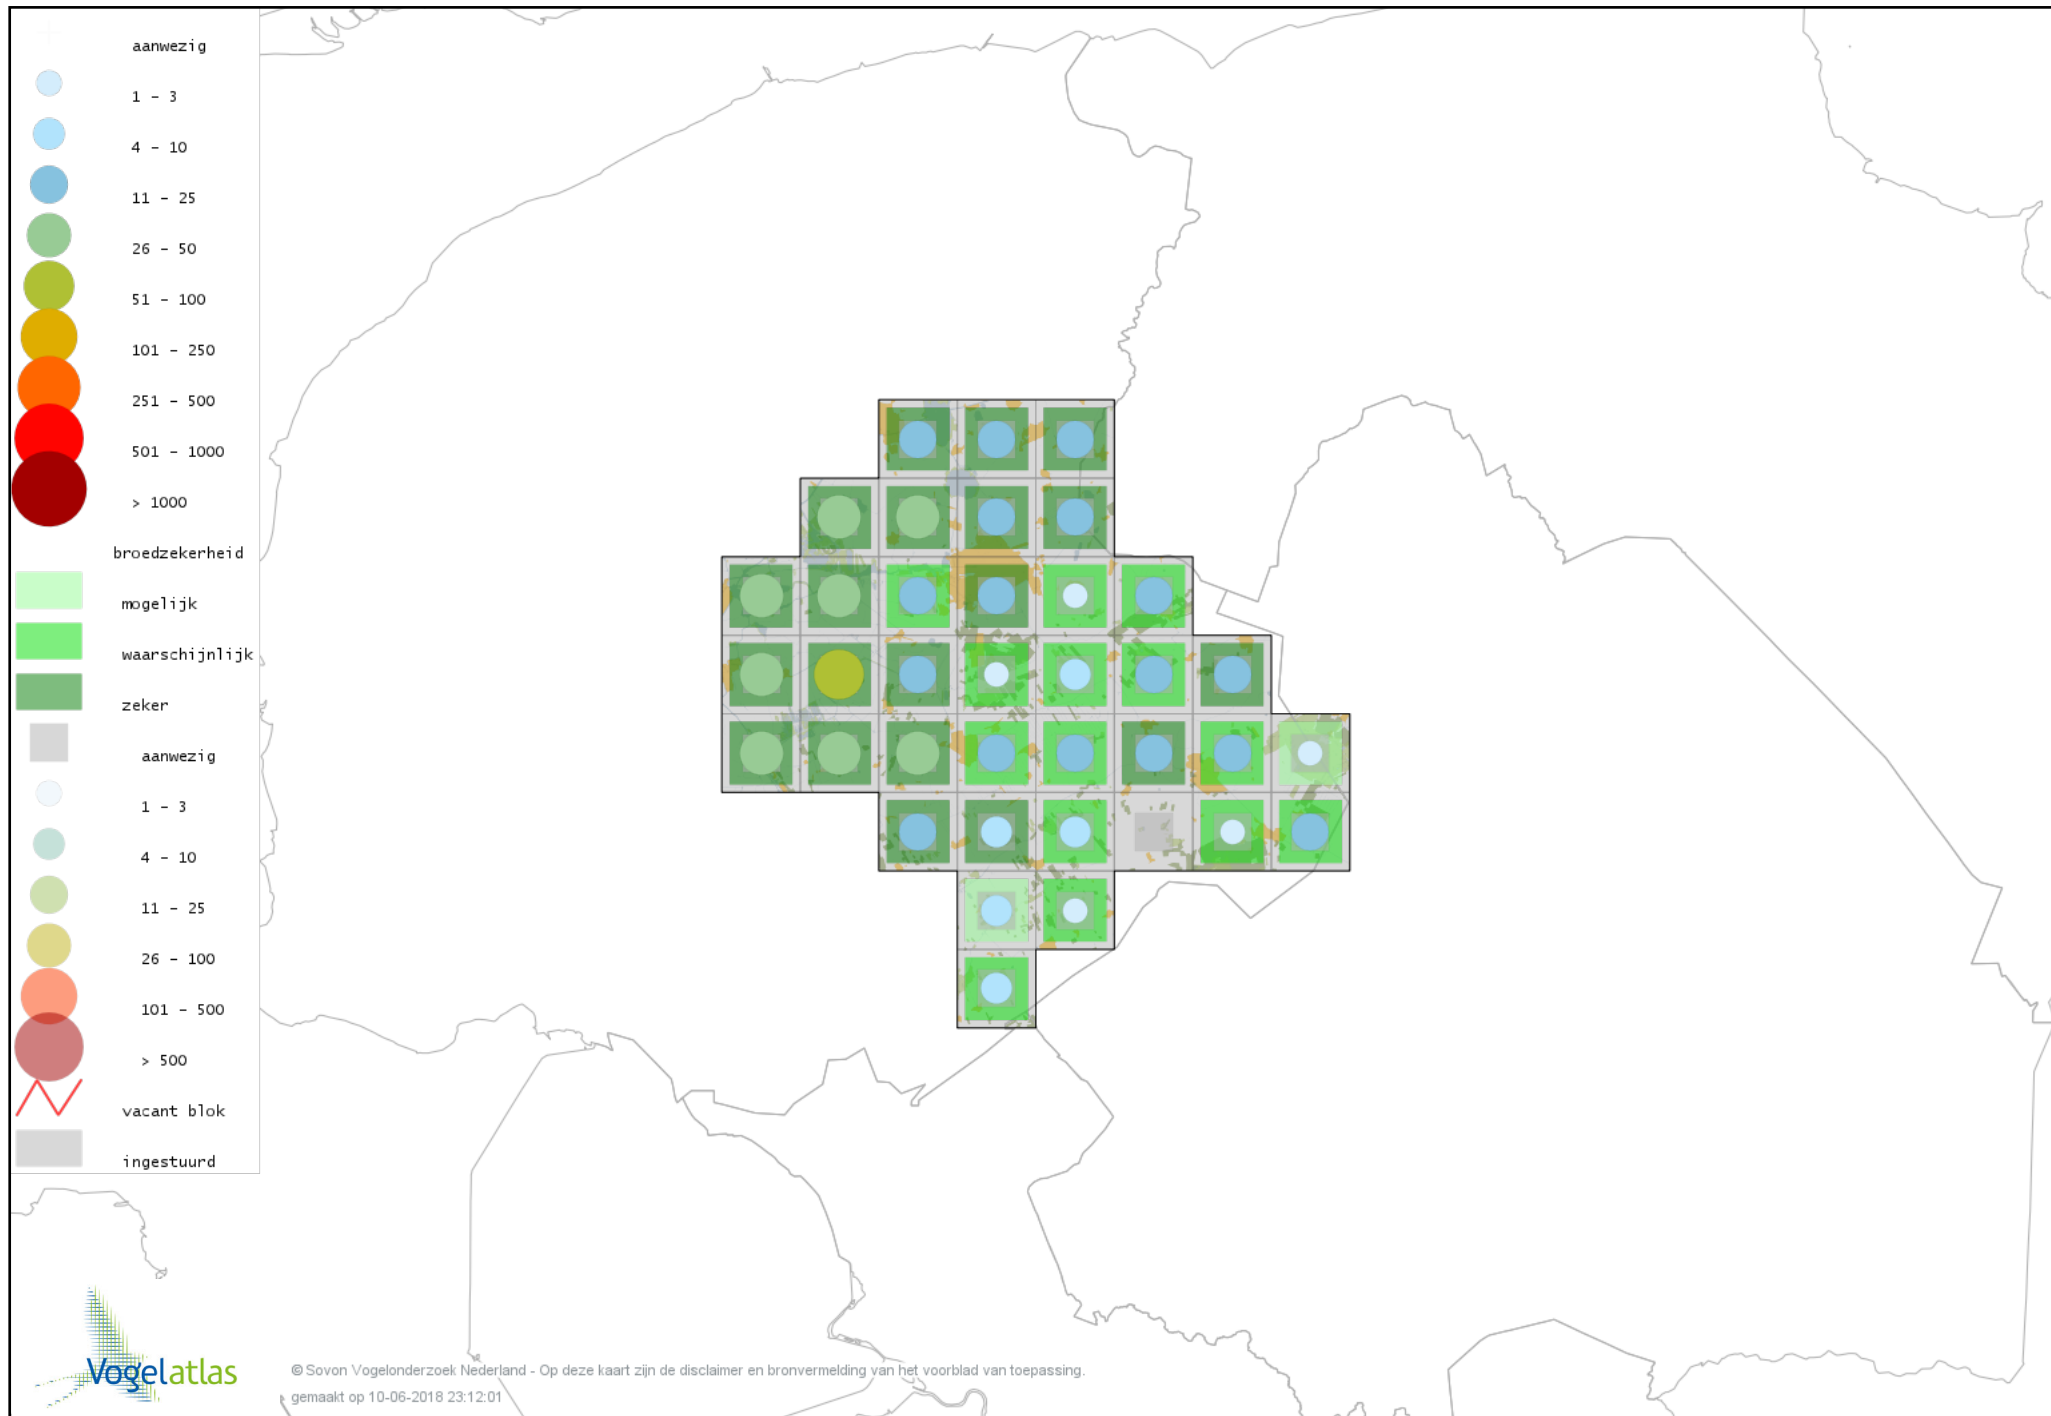 aanwezig
1 - 3
4 - 10
11 - 25
26 - 50
51 - 100
101 - 250
251 - 500
501 - 1000
> 1000
broedzekerheid
mogelijk
waarschijnlijk
zeker
aanwezig
1 - 3
4 - 10
11 - 25
26 - 100
101 - 500
> 500
vacant blok
ingestuurd
Vogelatlas
© Sovon Vogelonderzoek Nederland - Op deze kaart zijn de disclaimer en bronvermelding van het voorblad van toepassing.
gemaakt op 10-06-2018 23:12:01